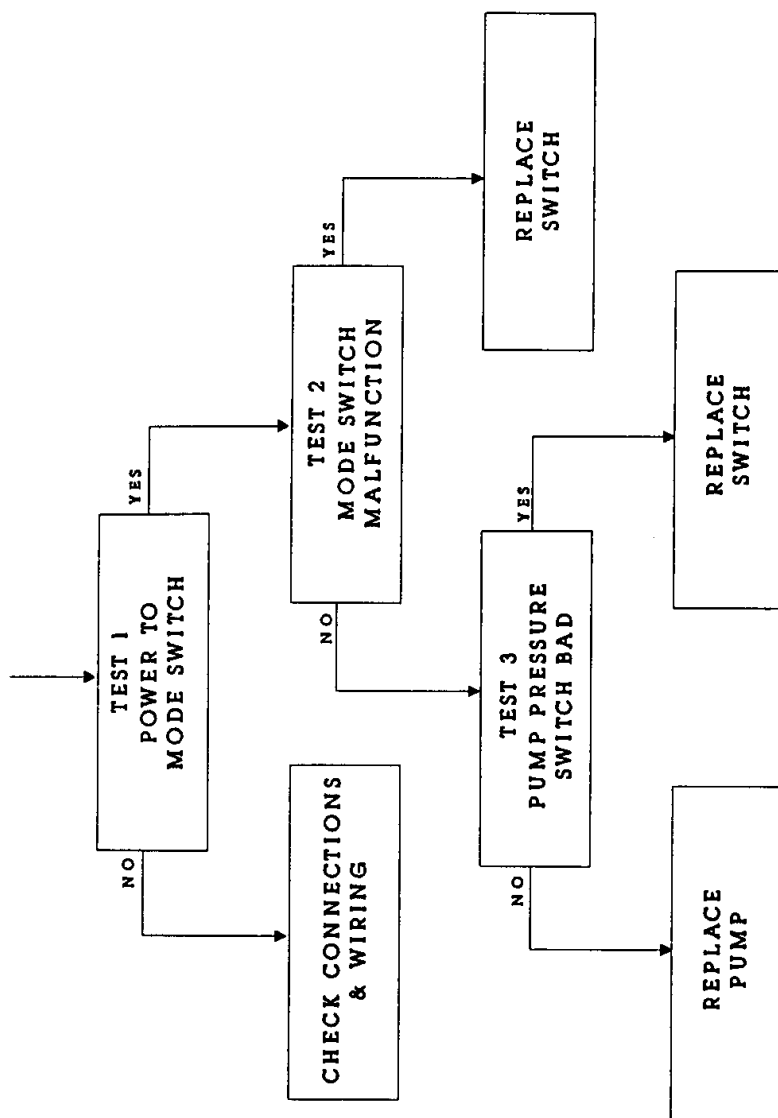 TEST 1
POWER TO
MODE SWITCH
NO
YES
CHECK CONNECTIONS
& WIRING
TEST 2
MODE SWITCH
MALFUNCTION
NO
YES
TEST 3
PUMP PRESSURE
SWITCH BAD
REPLACE
SWITCH
NO
YES
REPLACE
PUMP
REPLACE
SWITCH